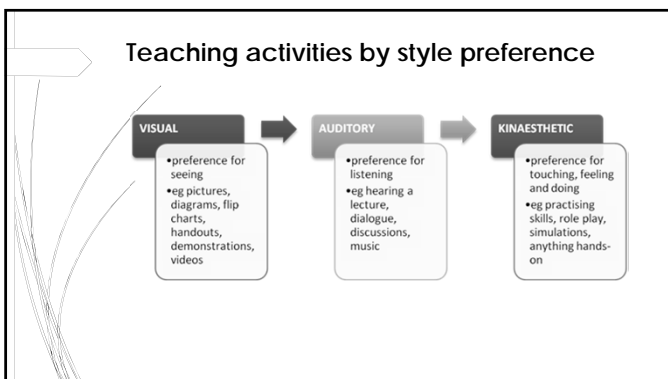 Teaching activities by style preference
VISUAL
•preference for
seeing
•eg pictures,
diagrams, flip
charts,
handouts,
demonstrations,
videos
AUDITORY
•preference for
listening
•eg hearing a
lecture,
dialogue,
discussions,
music
KINAESTHETIC
•preference for
touching, feeling
and doing
•eg practising
skills, role play,
simulations,
anything hands-
on